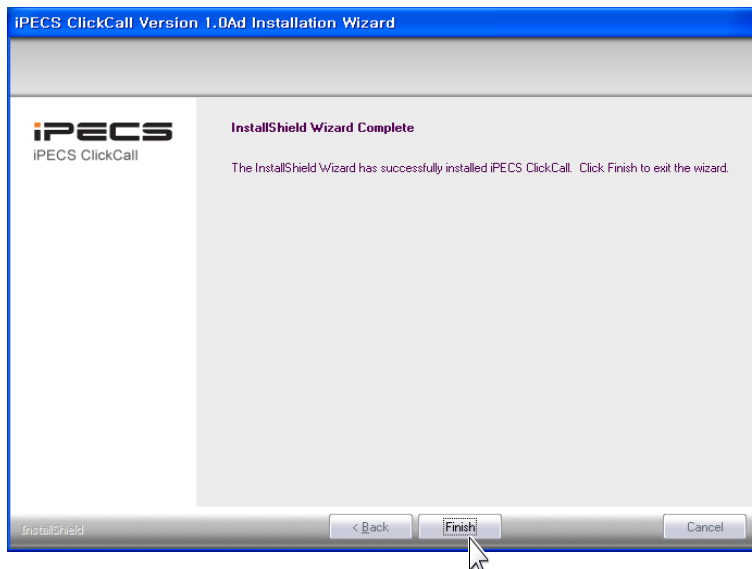 iPECS ClickCall Version 1.0Ad Installation Wizard
iPECS
iPECS ClickCall
InstallShield Wizard Complete
The InstallShield Wizard has successfully installed iPECS ClickCall. Click Finish to exit the wizard.
InstallShield
< Back
Finish
Cancel